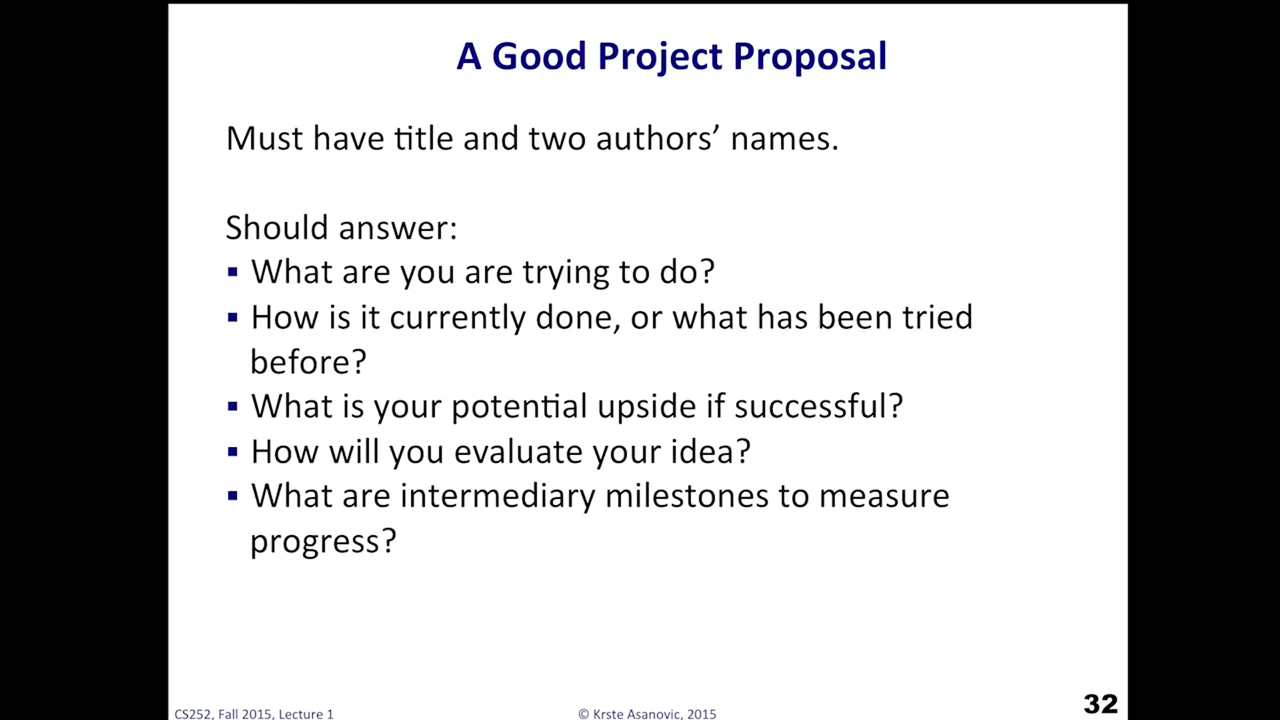 A Good Project Proposal
Must have title and two authors’ names.
Should answer:
▪ What are you are trying to do?
▪ How is it currently done, or what has been tried
before?
▪ What is your potential upside if successful?
▪ How will you evaluate your idea?
▪ What are intermediary milestones to measure
progress?
CS252, Fall 2015, Lecture 1
© Krste Asanovic, 2015
32